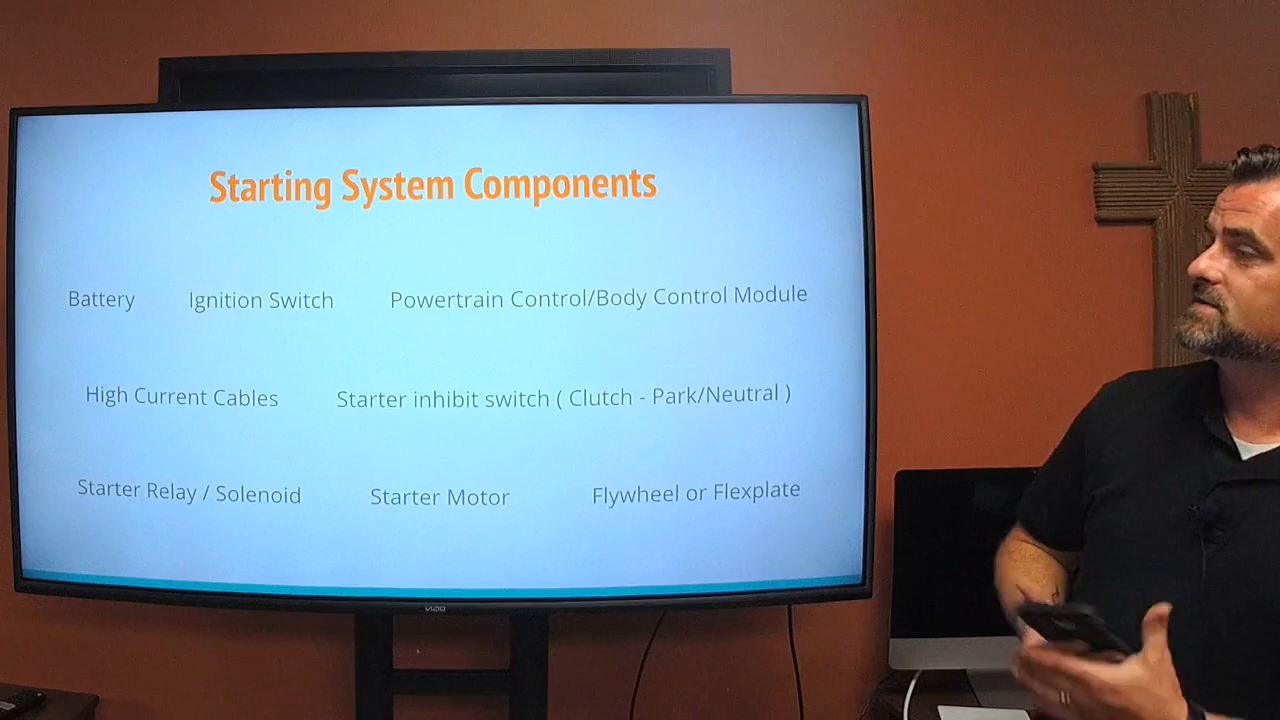 Starting System Components
Battery Ignition Switch Powertrain Control/Body Control Module
High Current Cables Starter inhibit switch ( Clutch - Park/Neutral )
Starter Relay / Solenoid Starter Motor Flywheel or Flexplate
VIZIO